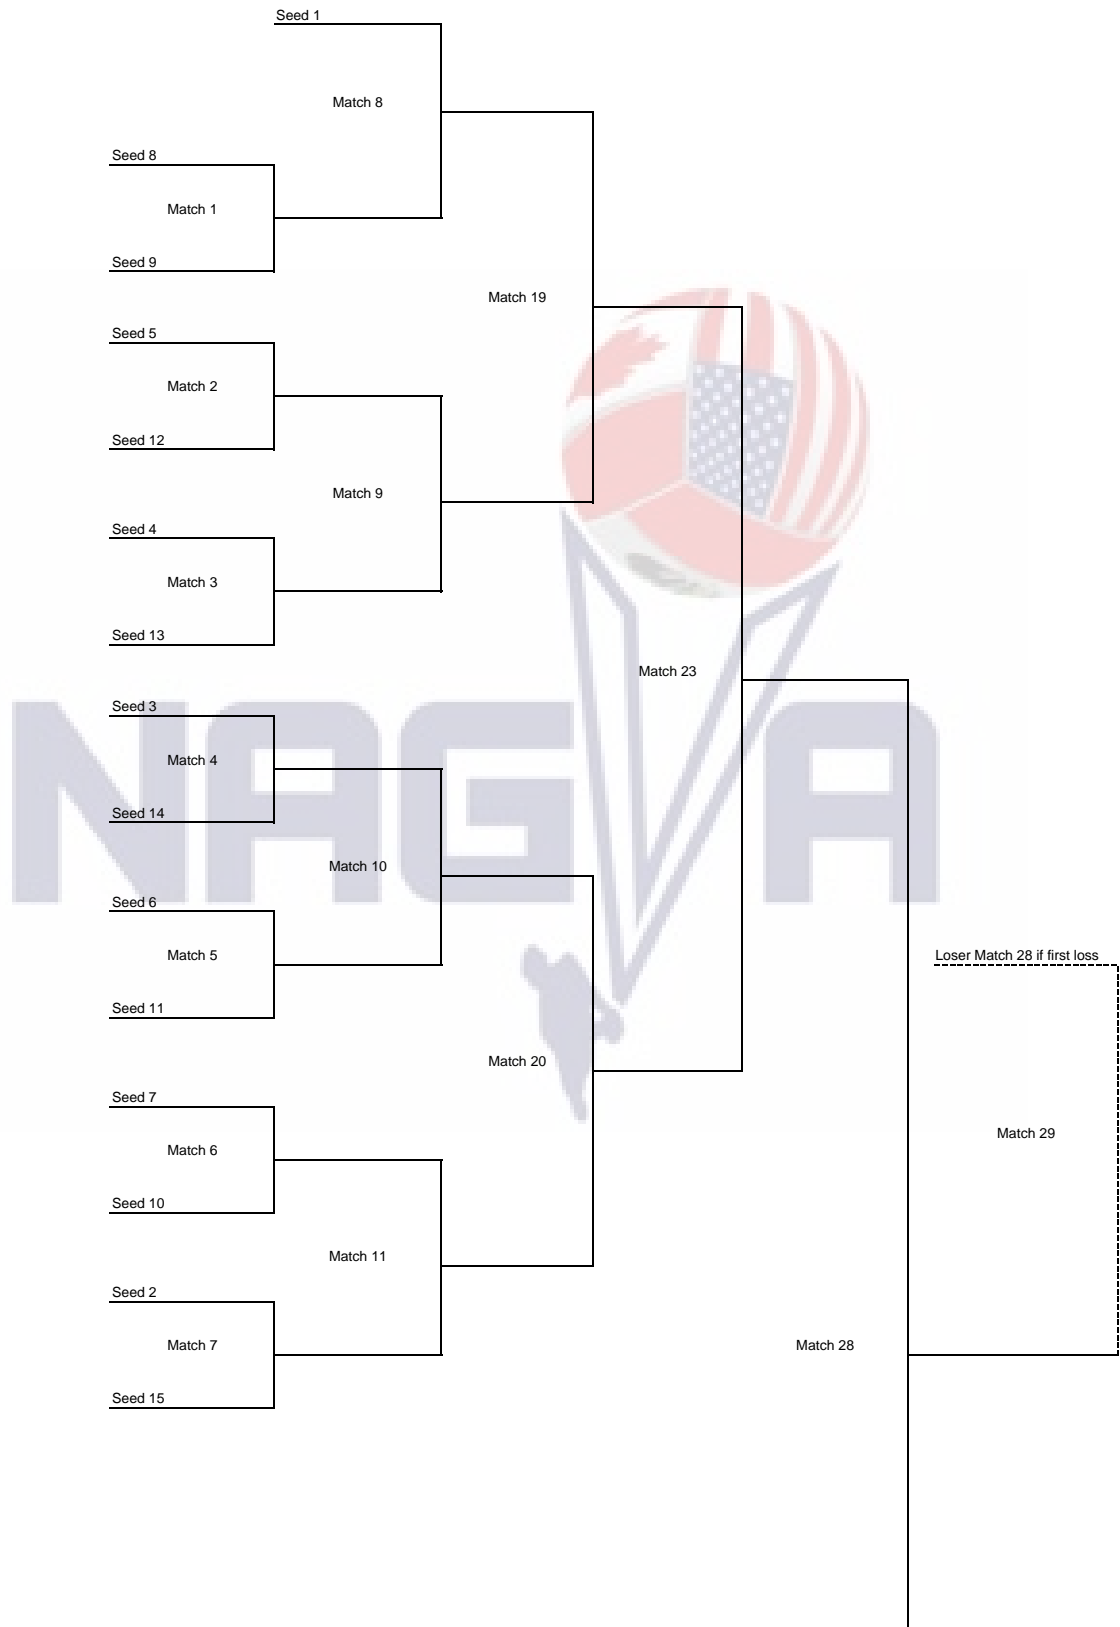 Seed 1
Match 8
Seed 8
Match 1
Seed 9
Match 19
Seed 5
Match 2
Seed 12
Match 9
Seed 4
Match 3
Seed 13
Match 23
Seed 3
Match 4
Seed 14
Match 10
NAGVA
Seed 6
Match 5
Loser Match 28 if first loss
Seed 11
Match 20
Seed 7
Match 29
Match 6
Seed 10
Match 11
Seed 2
Match 7
Match 28
Seed 15